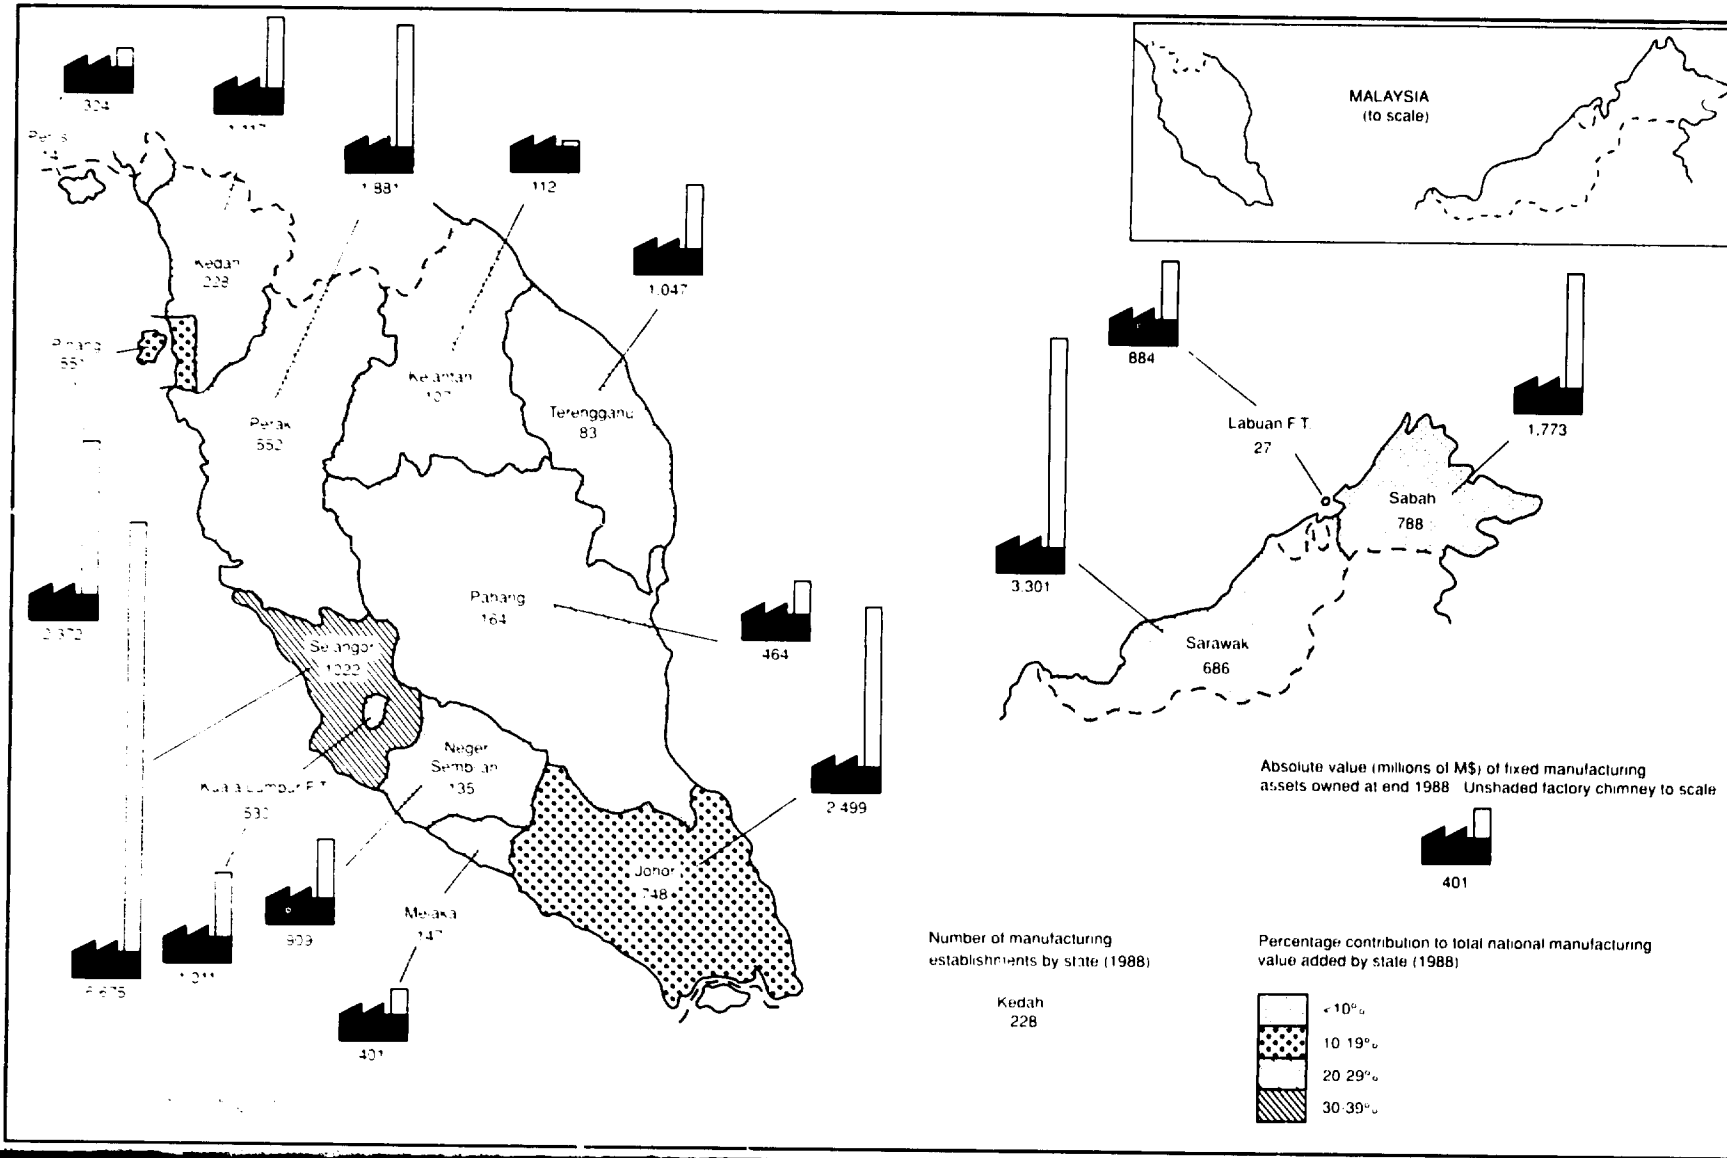 324
1.881
112
1.047
Kedah
228
Perak
552
Kelantan
Terengganu
83
Pahang
164
464
2.372
Selangor
Kuala Lumpur F.T.
Sembilan
135
909
Melaka
401
Johor
748
2.499
MALAYSIA
(to scale)
884
Labuan F.T.
27
1,773
Sabah
788
3.301
Sarawak
686
Absolute value (millions of M$) of fixed manufacturing
assets owned at end 1988 Unshaded factory chimney to scale
401
Number of manufacturing
establishments by state (1988)
Kedah
228
Percentage contribution to total national manufacturing
value added by state (1988)
<10%
10-19%
20-29%
30-39%